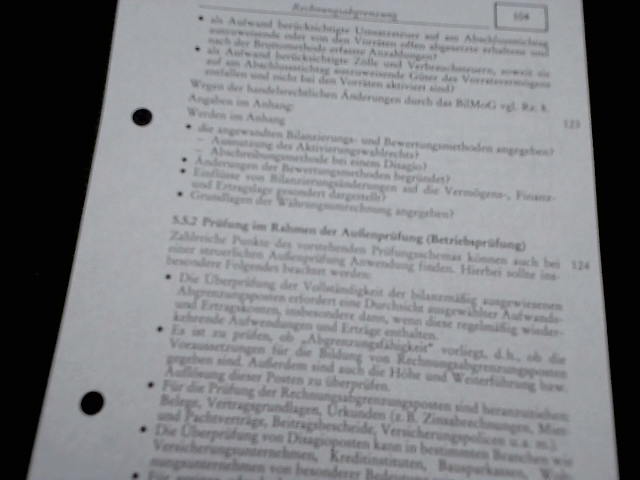 Rechnungsabgrenzung 104
• als Aufwand berücksichtigte Umsatzsteuer auf am Abschlussstichtag
auszuweisende oder von den Vorräten offen abgesetzte erhaltene und
nach der Bruttomethode erfasste Anzahlungen?
• als Aufwand berücksichtigte Zölle und Verbrauchsteuern, soweit sie
auf am Abschlussstichtag auszuweisende Güter des Vorratsvermögens
entfallen und nicht bei den Vorräten aktiviert sind?
Wegen der handelsrechtlichen Änderungen durch das BilMoG vgl. Rz. 8.
Angaben im Anhang: 123
Werden im Anhang
• die angewandten Bilanzierungs- und Bewertungsmethoden angegeben?
– Ausnutzung des Aktivierungswahlrechts?
– Abschreibungsmethode bei einem Disagio?
• Änderungen der Bewertungsmethoden begründet?
• Einflüsse von Bilanzierungsänderungen auf die Vermögens-, Finanz-
und Ertragslage gesondert dargestellt?
• Grundlagen der Währungsumrechnung angegeben?
5.5.2 Prüfung im Rahmen der Außenprüfung (Betriebsprüfung)
Zahlreiche Punkte des vorstehenden Prüfungsschemas können auch bei 124
einer steuerlichen Außenprüfung Anwendung finden. Hierbei sollte ins-
besondere Folgendes beachtet werden:
• Die Überprüfung der Vollständigkeit der bilanzmäßig ausgewiesenen
Abgrenzungsposten erfordert eine Durchsicht ausgewählter Aufwands-
und Ertragskosten, insbesondere dann, wenn diese regelmäßig wieder-
kehrende Aufwendungen und Erträge enthalten.
• Es ist zu prüfen, ob „Abgrenzungsfähigkeit“ vorliegt, d.h., ob die
Voraussetzungen für die Bildung von Rechnungsabgrenzungsposten
gegeben sind. Außerdem sind auch die Höhe und Weiterführung bzw.
Auflösung dieser Posten zu überprüfen.
• Für die Prüfung der Rechnungsabgrenzungsposten sind heranzuziehen:
Belege, Vertragsgrundlagen, Urkunden (z. B. Zinsabrechnungen, Miet-
und Pachtverträge, Beitragsbescheide, Versicherungspolicen u. a. m.).
• Die Überprüfung von Disagioposten kann in bestimmten Branchen wie
Versicherungsunternehmen, Kreditinstituten, Bausparkassen, Woh-
nungsunternehmen von besonderer